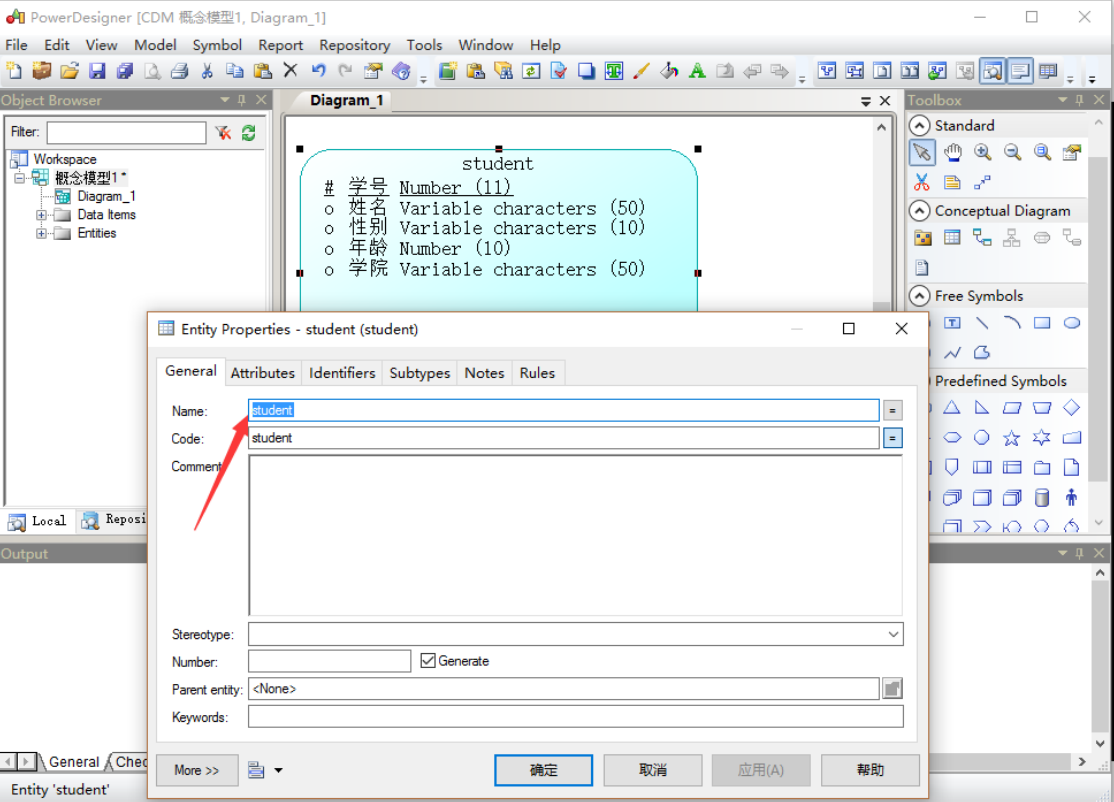 PowerDesigner [CDM 概念模型1, Diagram_1]
File Edit View Model Symbol Report Repository Tools Window Help
Object Browser
Diagram_1
Toolbox
Filter:
Workspace
概念模型1 *
Diagram_1
Data Items
Entities
student
# 学号 Number (11)
o 姓名 Variable characters (50)
o 性别 Variable characters (10)
o 年龄 Number (10)
o 学院 Variable characters (50)
Standard
Conceptual Diagram
Free Symbols
Predefined Symbols
Entity Properties - student (student)
General Attributes Identifiers Subtypes Notes Rules
Name: student =
Code: student =
Comment
Stereotype:
Number: Generate
Parent entity: <None>
Keywords:
More >> 确定 取消 应用(A) 帮助
Local Reposi
Output
General Chec
Entity 'student'